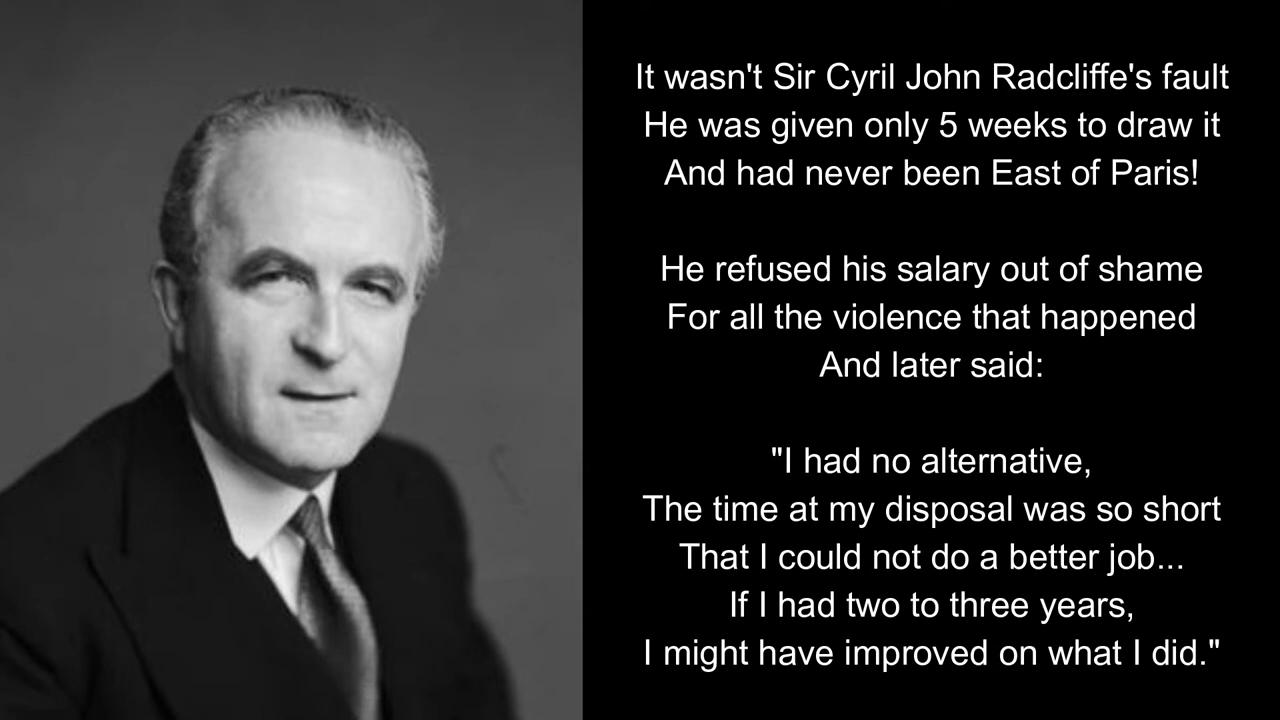 It wasn't Sir Cyril John Radcliffe's fault
He was given only 5 weeks to draw it
And had never been East of Paris!
He refused his salary out of shame
For all the violence that happened
And later said:
"I had no alternative,
The time at my disposal was so short
That I could not do a better job...
If I had two to three years,
I might have improved on what I did."